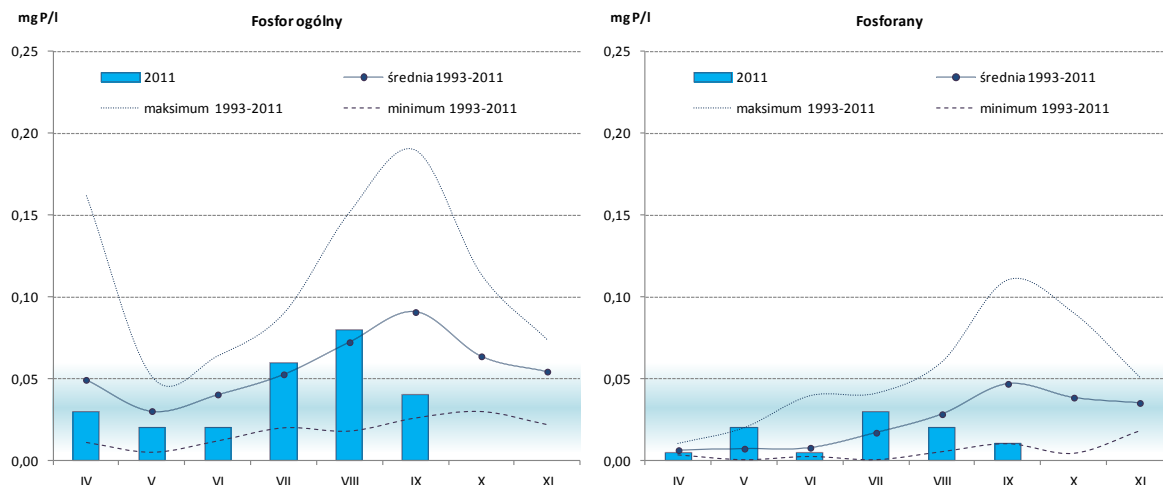 mg P/l
Fosfor ogólny
0,25
2011
średnia 1993-2011
maksimum 1993-2011
minimum 1993-2011
0,20
0,15
0,10
0,05
0,00
IV V VI VII VIII IX X XI
mg P/l
Fosforany
0,25
2011
średnia 1993-2011
maksimum 1993-2011
minimum 1993-2011
0,20
0,15
0,10
0,05
0,00
IV V VI VII VIII IX X XI